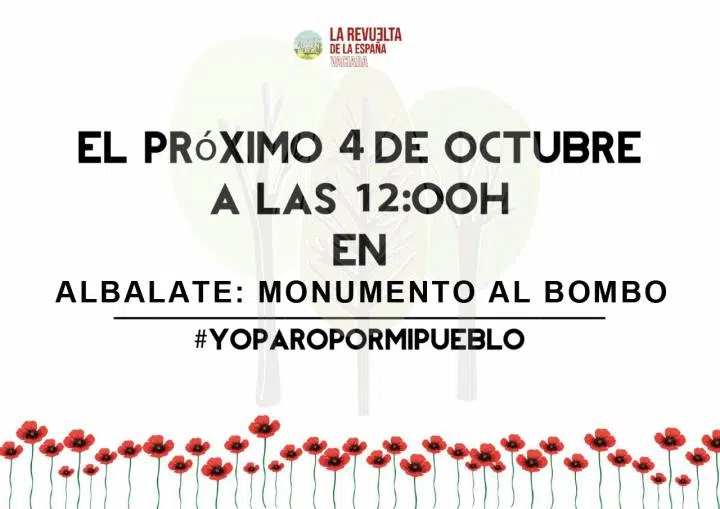 LA REVUELTA
DE LA ESPAÑA
VACIADA
EL PRóXIMO 4 DE OCTUBRE
A LAS 12:00H
EN
ALBALATE: MONUMENTO AL BOMBO
#YOPAROPORMIPUEBLO